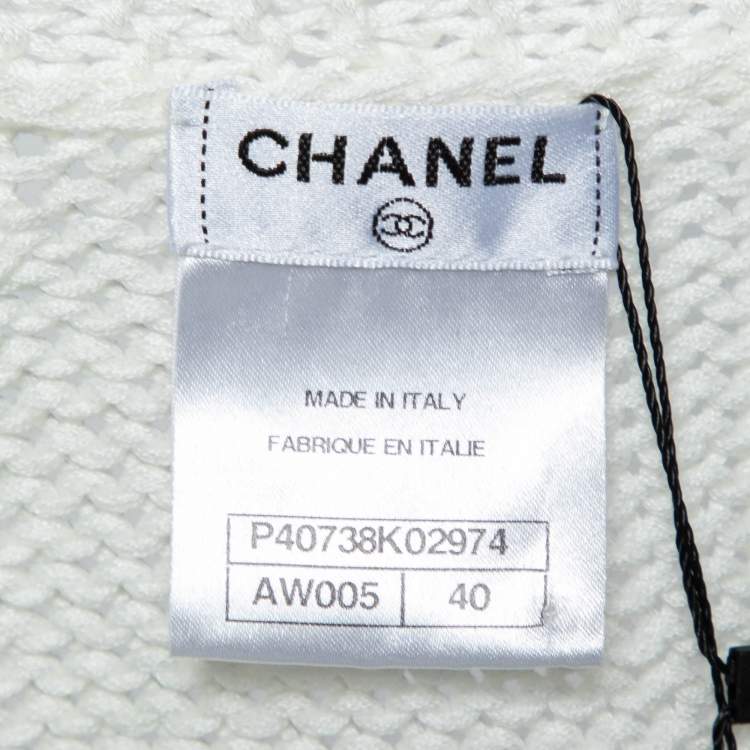 CHANEL
MADE IN ITALY
FABRIQUE EN ITALIE
P40738K02974
AW005 40